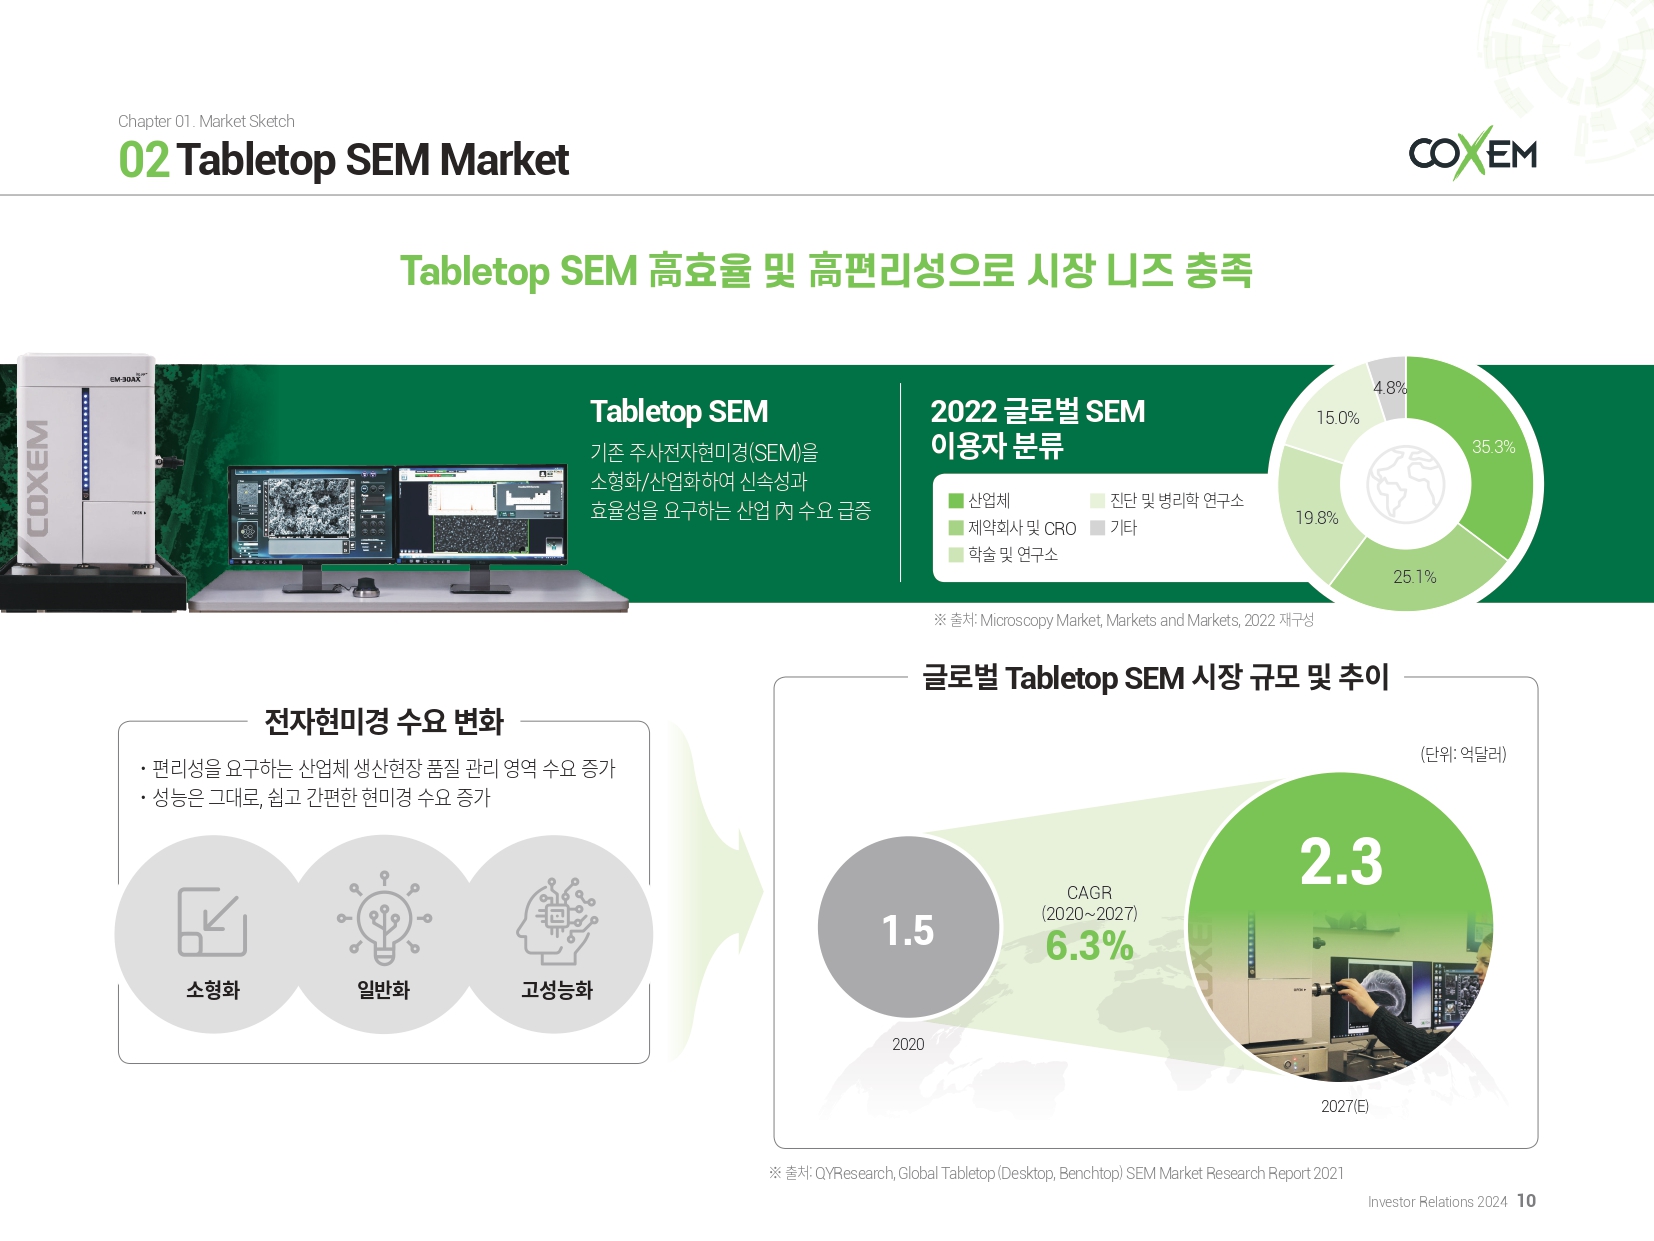 Chapter 01. Market Sketch
02 Tabletop SEM Market
COXEM
Tabletop SEM 高효율 및 高편리성으로 시장 니즈 충족
EM-30AX
COXEM
Tabletop SEM
기존 주사전자현미경(SEM)을
소형화/산업화하여 신속성과
효율성을 요구하는 산업 內 수요 급증
2022 글로벌 SEM
이용자 분류
산업체
제약회사 및 CRO
학술 및 연구소
진단 및 병리학 연구소
기타
4.8%
15.0%
35.3%
19.8%
25.1%
※ 출처: Microscopy Market, Markets and Markets, 2022 재구성
전자현미경 수요 변화
· 편리성을 요구하는 산업체 생산현장 품질 관리 영역 수요 증가
· 성능은 그대로, 쉽고 간편한 현미경 수요 증가
소형화
일반화
고성능화
글로벌 Tabletop SEM 시장 규모 및 추이
(단위: 억달러)
1.5
2020
CAGR
(2020~2027)
6.3%
2.3
2027(E)
※ 출처: QYResearch, Global Tabletop (Desktop, Benchtop) SEM Market Research Report 2021
Investor Relations 2024 10